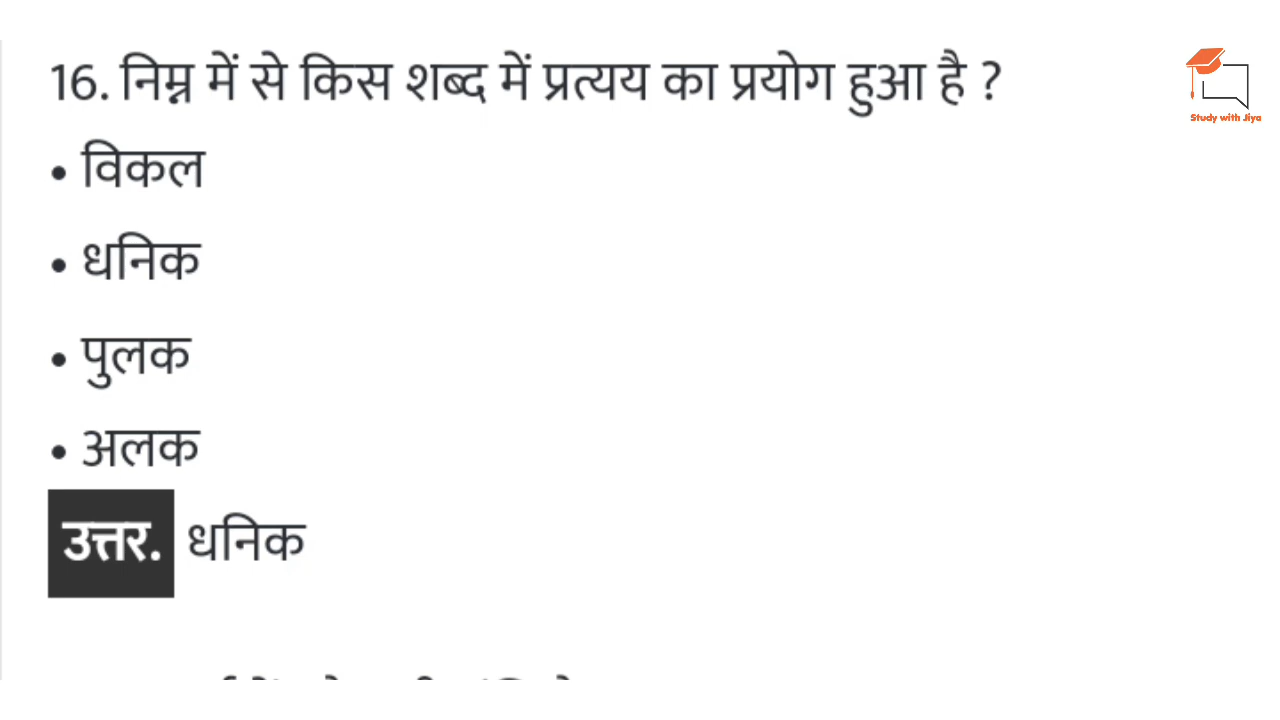 16. निम्न में से किस शब्द में प्रत्यय का प्रयोग हुआ है ?
Study with Jiya
• विकल
• धनिक
• पुलक
• अलक
उत्तर. धनिक